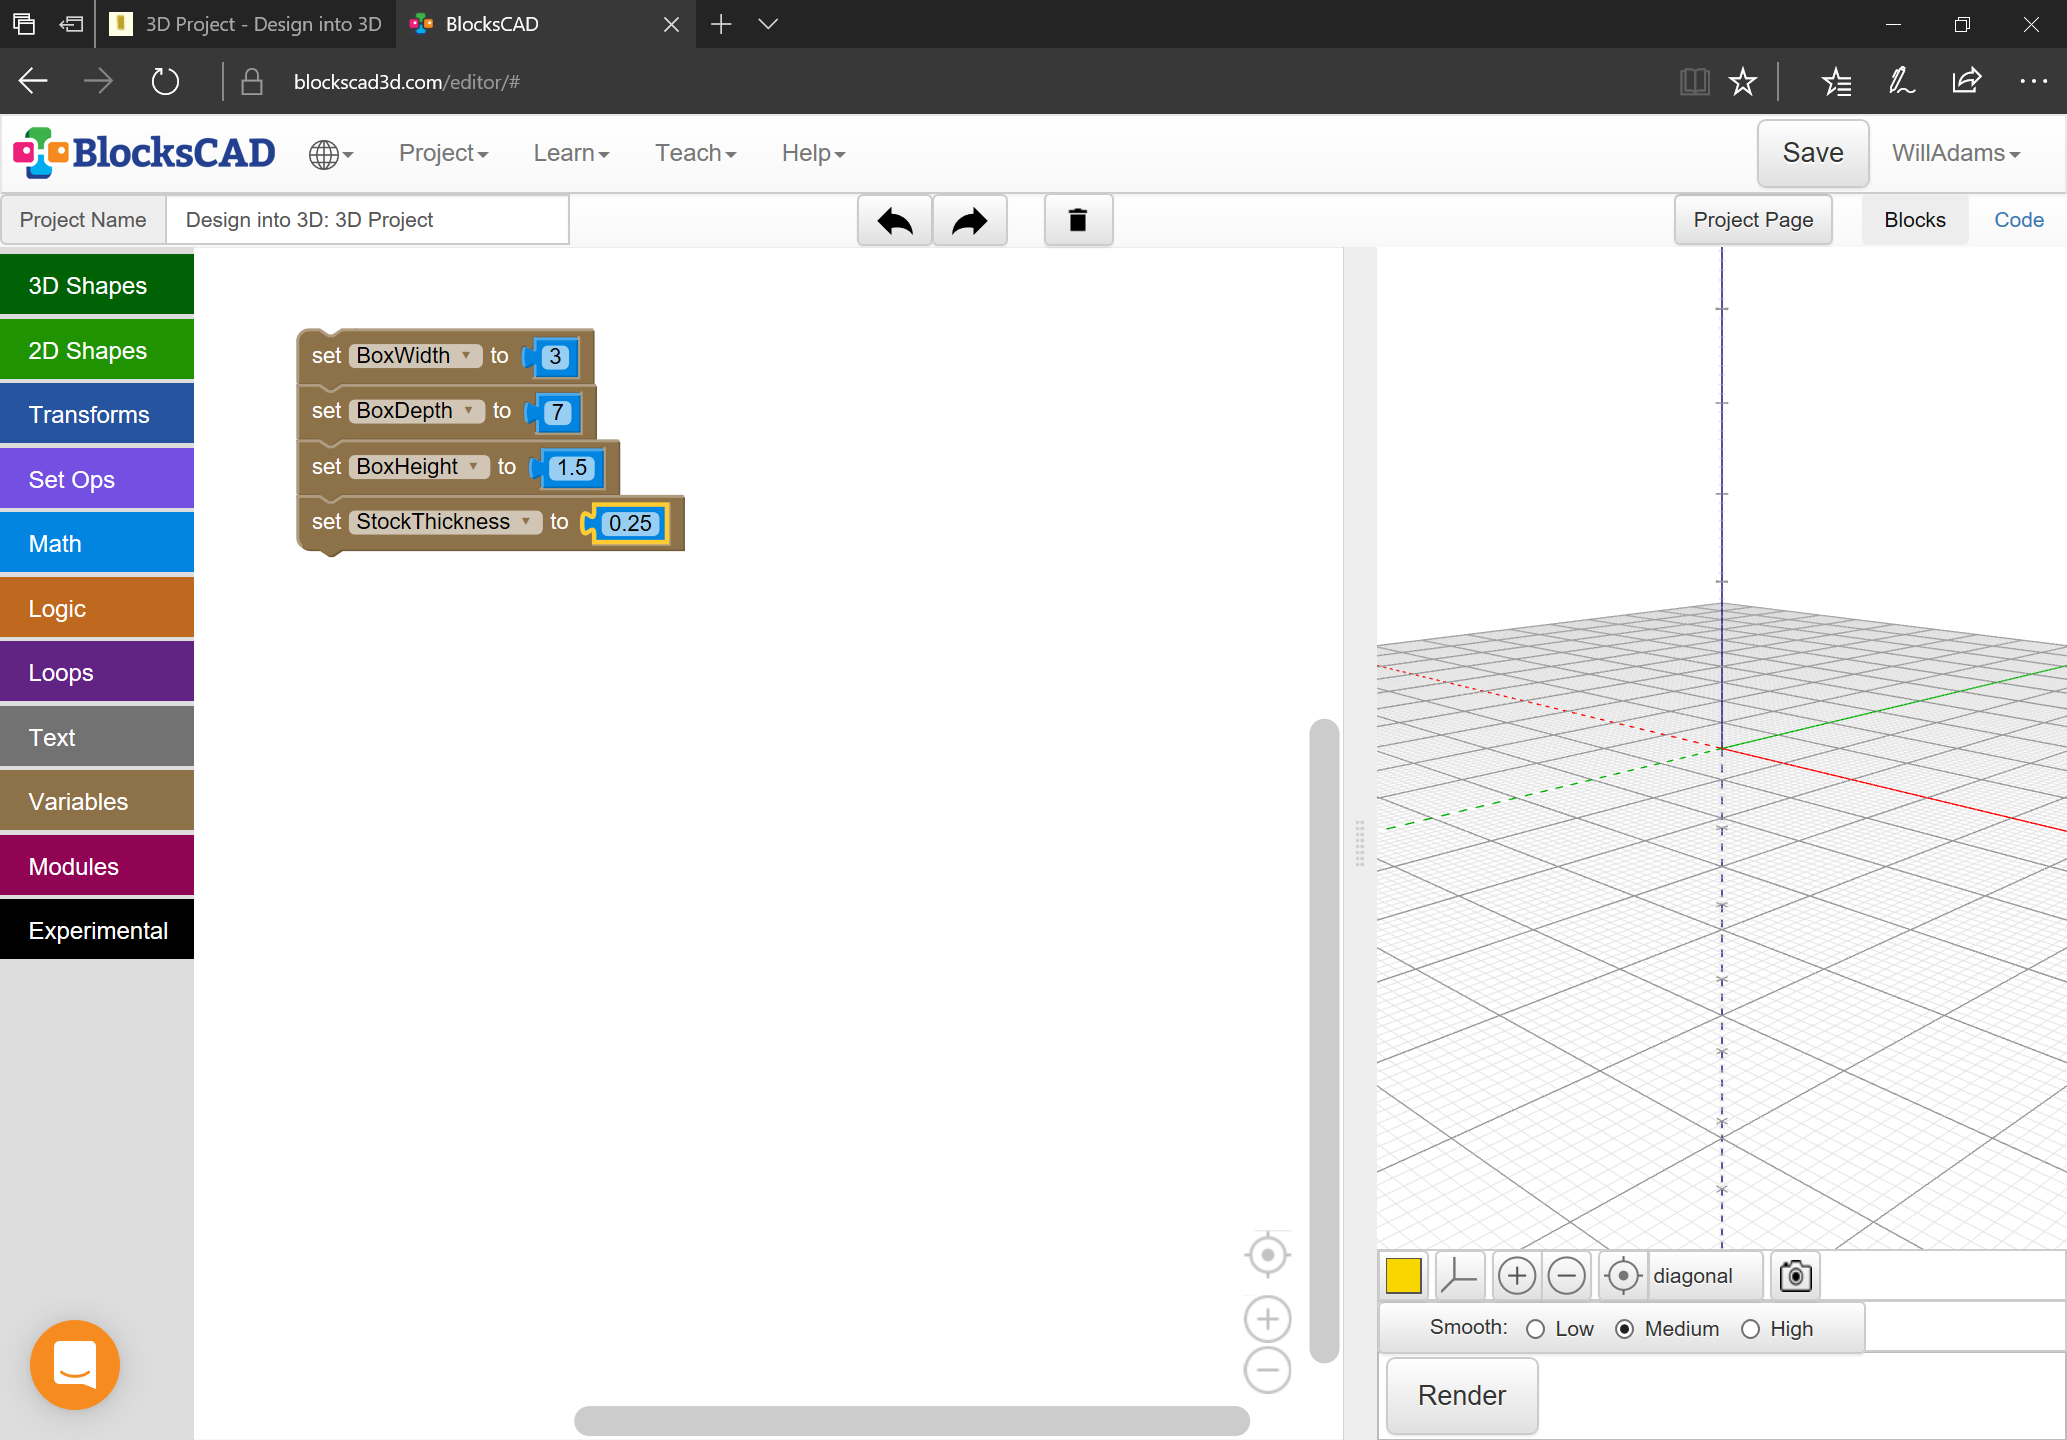 3D Project - Design into 3D
BlocksCAD
blockscad3d.com/editor/#
BlocksCAD
Project
Learn
Teach
Help
Save
WillAdams
Project Name
Design into 3D: 3D Project
Project Page
Blocks
Code
3D Shapes
2D Shapes
Transforms
Set Ops
Math
Logic
Loops
Text
Variables
Modules
Experimental
set BoxWidth to 3
set BoxDepth to 7
set BoxHeight to 1.5
set StockThickness to 0.25
diagonal
Smooth: Low Medium High
Render